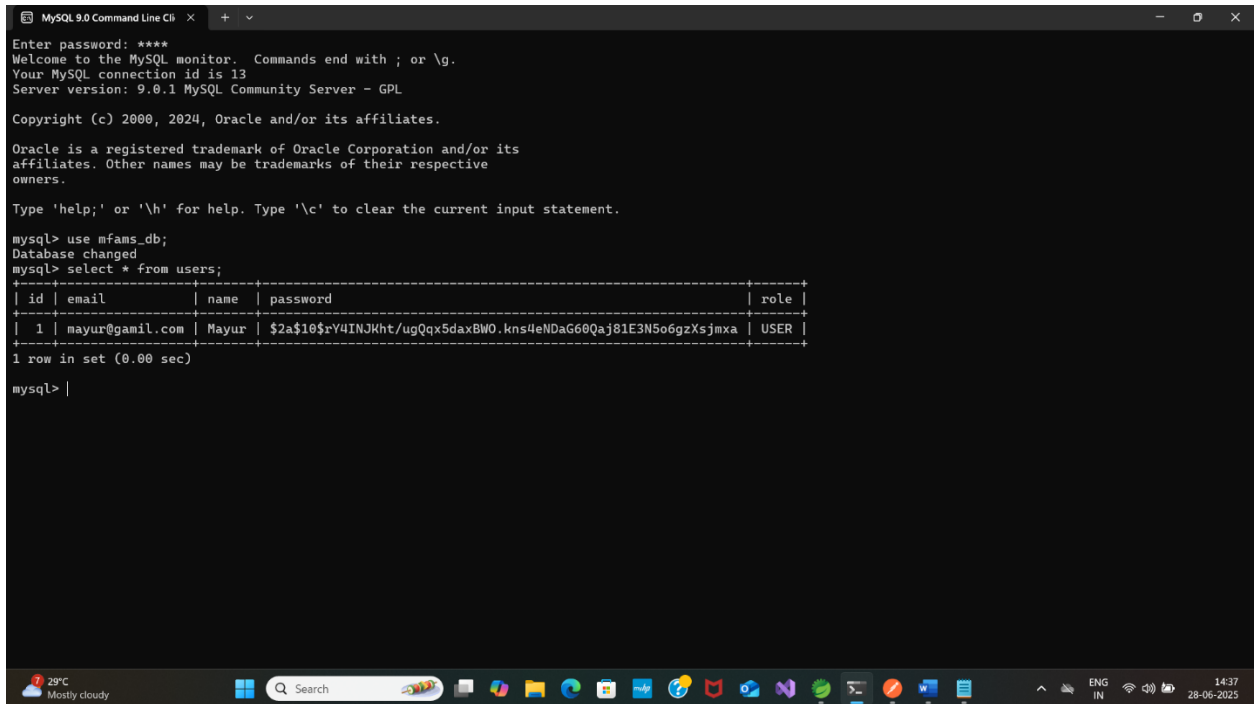 MySQL 9.0 Command Line Cli
Enter password: ****
Welcome to the MySQL monitor.  Commands end with ; or \g.
Your MySQL connection id is 13
Server version: 9.0.1 MySQL Community Server - GPL
Copyright (c) 2000, 2024, Oracle and/or its affiliates.
Oracle is a registered trademark of Oracle Corporation and/or its
affiliates. Other names may be trademarks of their respective
owners.
Type 'help;' or '\h' for help. Type '\c' to clear the current input statement.
mysql> use mfams_db;
Database changed
mysql> select * from users;
+----+-----------------+-------+--------------------------------------------------------------+------+
| id | email           | name  | password                                                     | role |
+----+-----------------+-------+--------------------------------------------------------------+------+
|  1 | mayur@gamil.com | Mayur | $2a$10$rY4INJKht/ugQqx5daxBWO.kns4eNDaG60Qaj81E3N5o6gzXsjmxa | USER |
+----+-----------------+-------+--------------------------------------------------------------+------+
1 row in set (0.00 sec)
mysql>
7 29°C
Mostly cloudy
Search
ENG
IN
14:37
28-06-2025